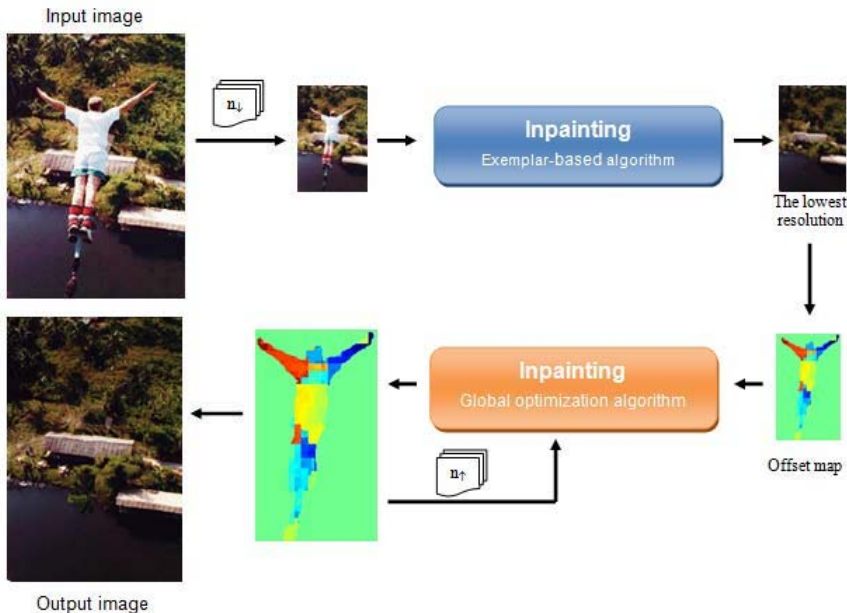 Input image
n↓
Inpainting
Exemplar-based algorithm
The lowest
resolution
Inpainting
Global optimization algorithm
Offset map
n↑
Output image